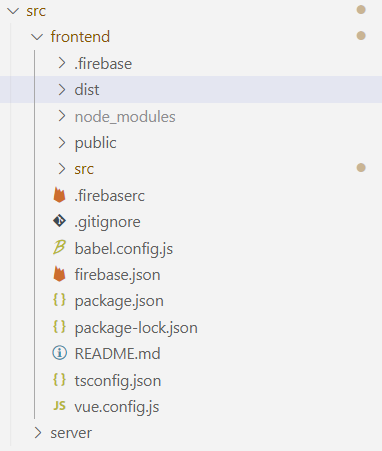 src
frontend
.firebase
dist
node_modules
public
src
.firebaserc
.gitignore
babel.config.js
firebase.json
{ } package.json
{ } package-lock.json
README.md
{ } tsconfig.json
JS vue.config.js
server